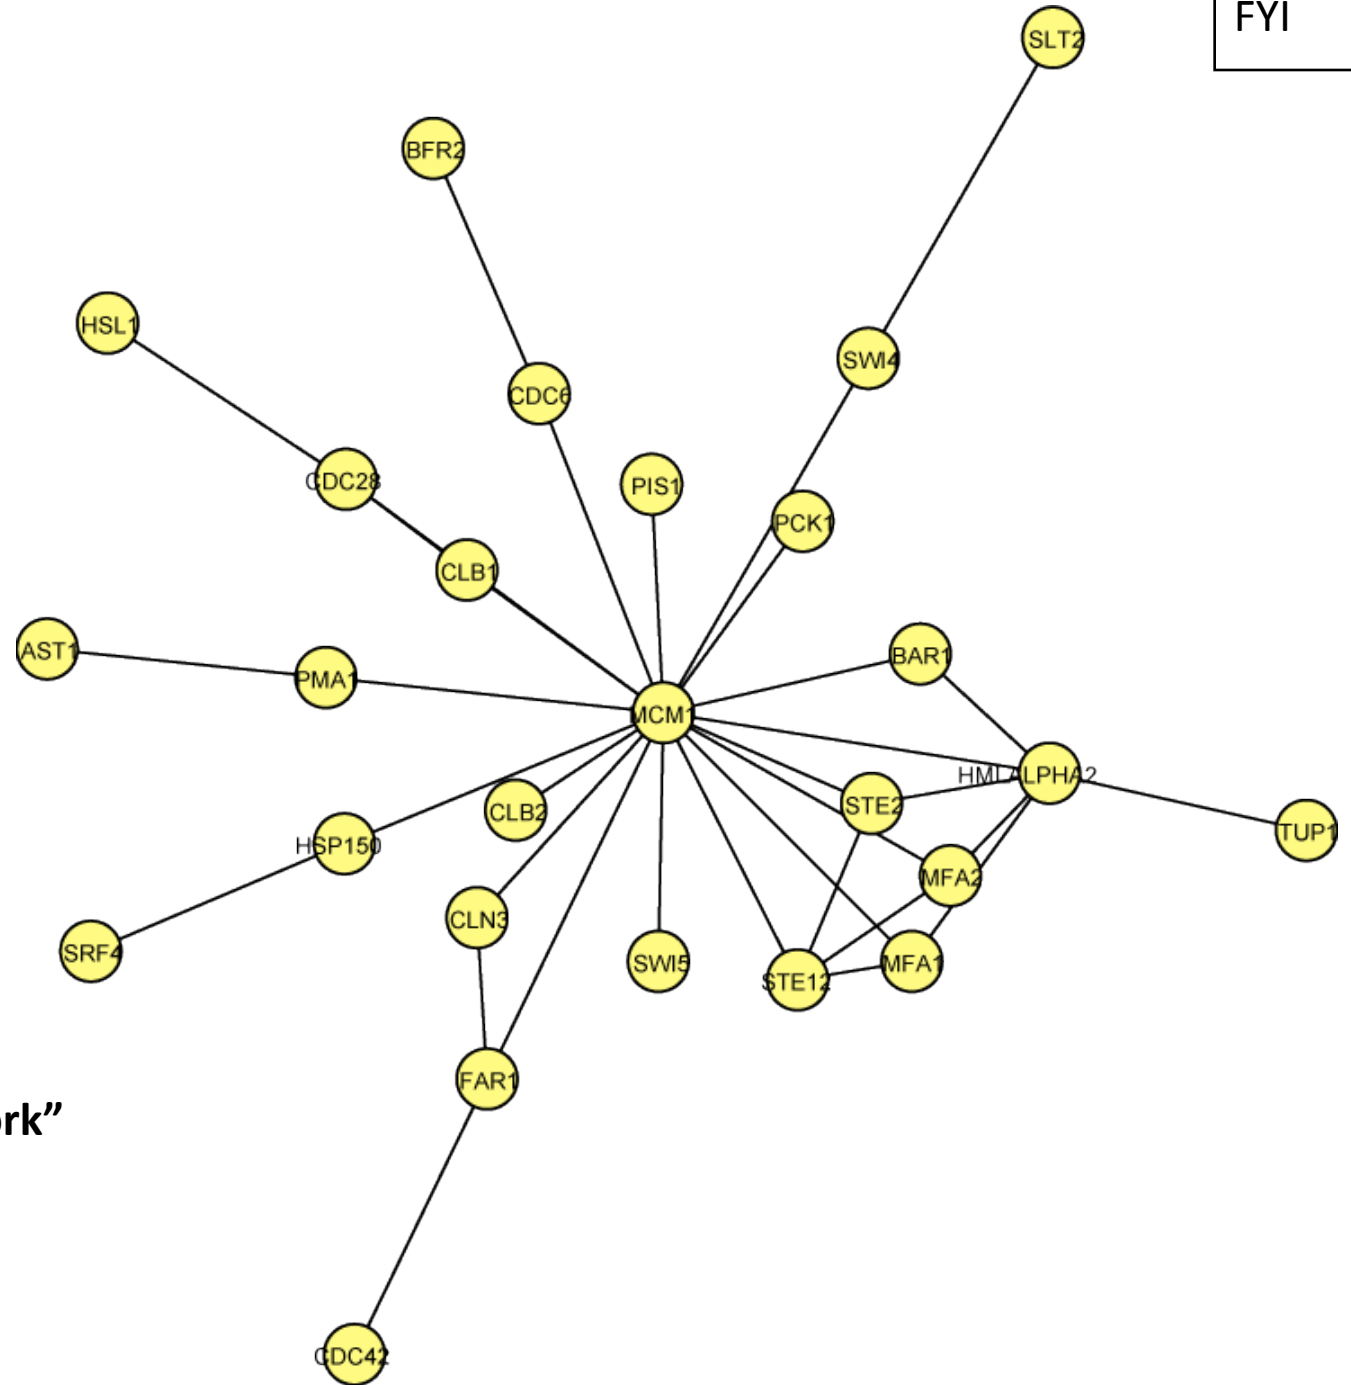 FYI
SLT2
BFR2
HSL1
SWI4
CDC6
CDC28
PIS1
PCK1
CLB1
AST1
PMA1
BAR1
MCM1
HMLALPHA2
STE2
CLB2
TUP1
HSP150
MFA2
CLN3
SRF4
SWI5
STE12
MFA1
FAR1
ork”
CDC42